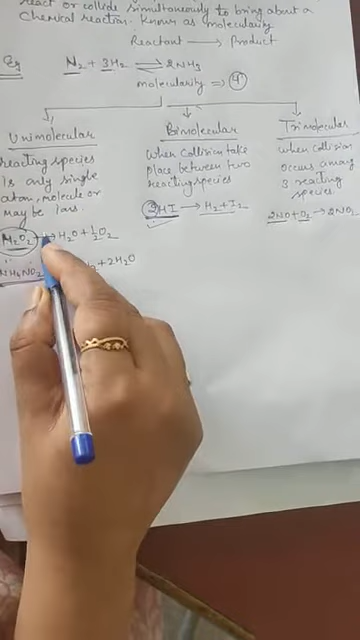 react or collide simultaneously to bring about a
Chemical reaction. Known as molecularity
Reactant ⟶ Product
Eg N₂ + 3H₂ ⇌ 2NH₃
molecularity ⇒ 4
Unimolecular
reacting species
is only single
atom, molecule or
may be ions.
H₂O₂ → H₂O + ½O₂
NH₄NO₂ + 2H₂O
Bimolecular
When Collision take
place between two
reacting species
2HI ⟶ H₂ + I₂
Trimolecular
when Collision
occurs among
3 reacting
species
2NO + O₂ → 2NO₂